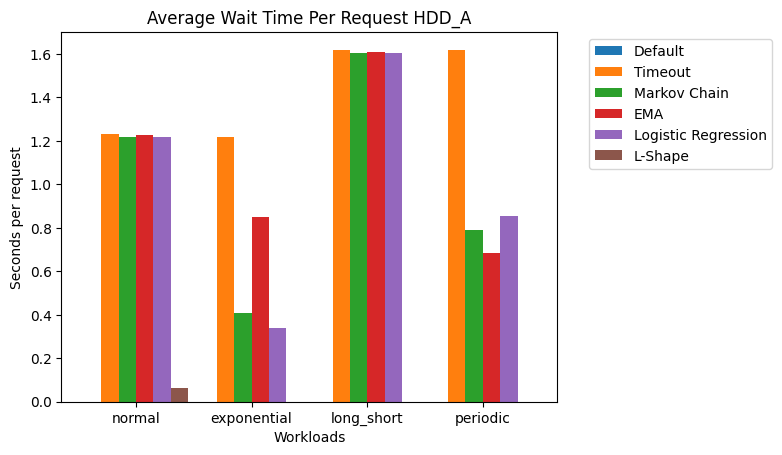 Average Wait Time Per Request HDD_A
Seconds per request
1.6
1.4
1.2
1.0
0.8
0.6
0.4
0.2
0.0
normal exponential long_short periodic
Workloads
Default
Timeout
Markov Chain
EMA
Logistic Regression
L-Shape